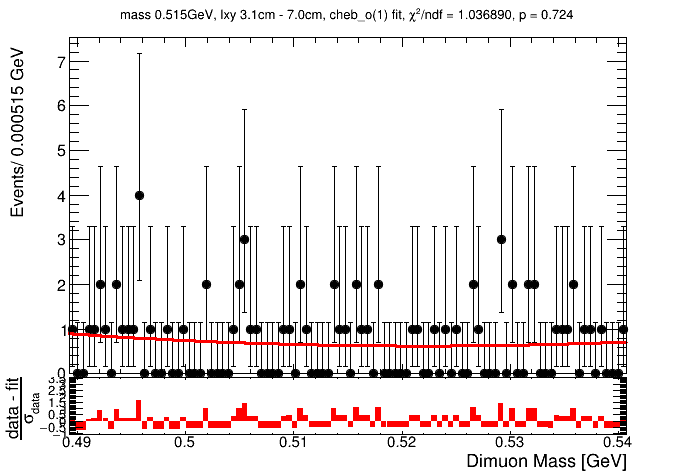 mass 0.515GeV, lxy 3.1cm - 7.0cm, cheb_o(1) fit, χ²/ndf = 1.036890, p = 0.724
Events/ 0.000515 GeV
7
6
5
4
3
2
1
0
data - fit
σdata
0.49
0.5
0.51
0.52
0.53
0.54
Dimuon Mass [GeV]